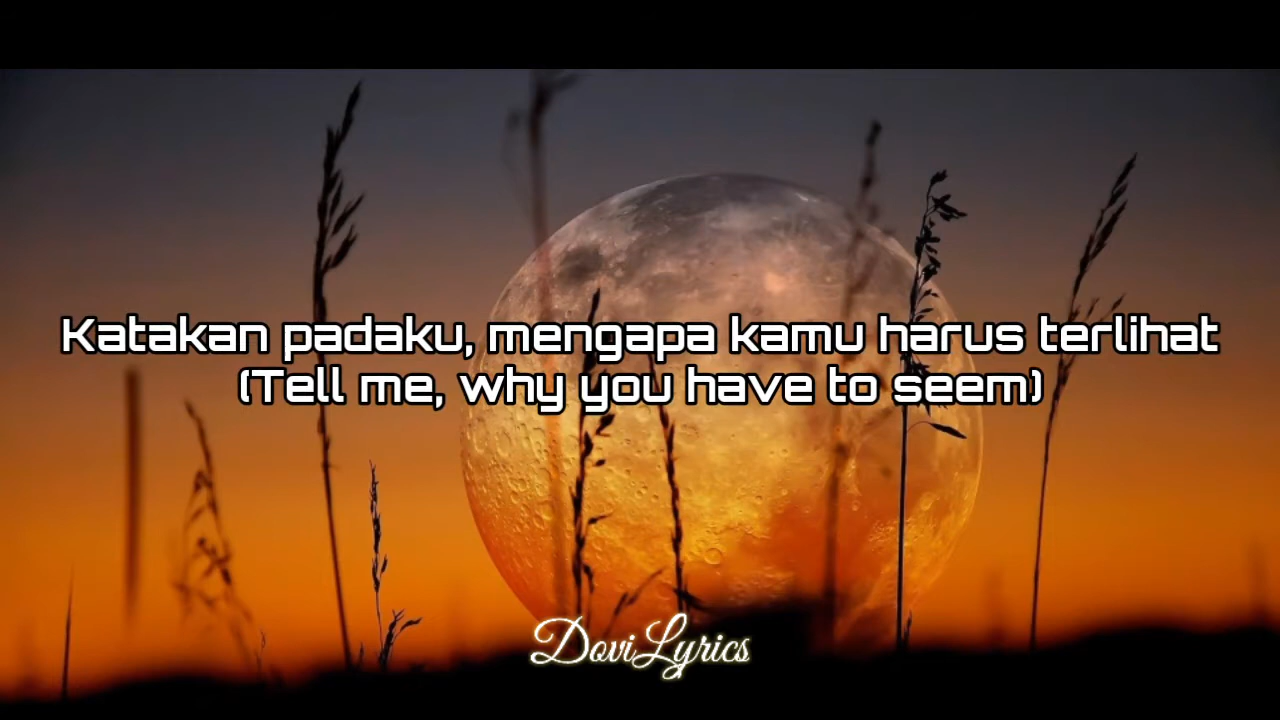 Katakan padaku, mengapa kamu harus terlihat
(Tell me, why you have to seem)
DoviLyrics